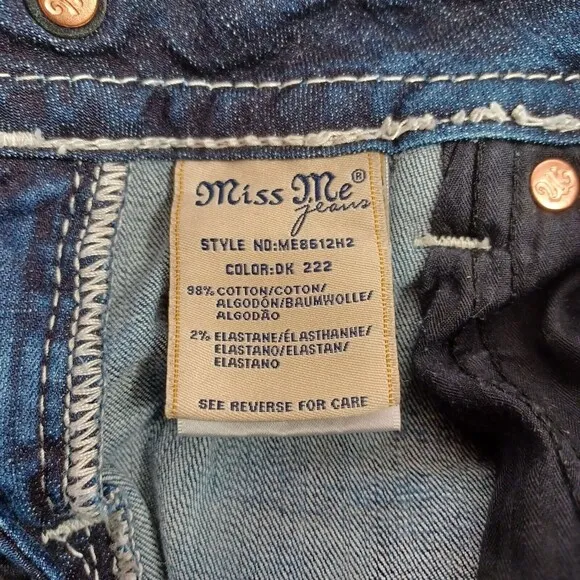 Miss Me®
jeans
STYLE NO:ME8612H2
COLOR:DK 222
98% COTTON/COTON/
ALGODÓN/BAUMWOLLE/
ALGODÃO
2% ELASTANE/ÉLASTHANNE/
ELASTANO/ELASTAN/
ELASTANO
SEE REVERSE FOR CARE